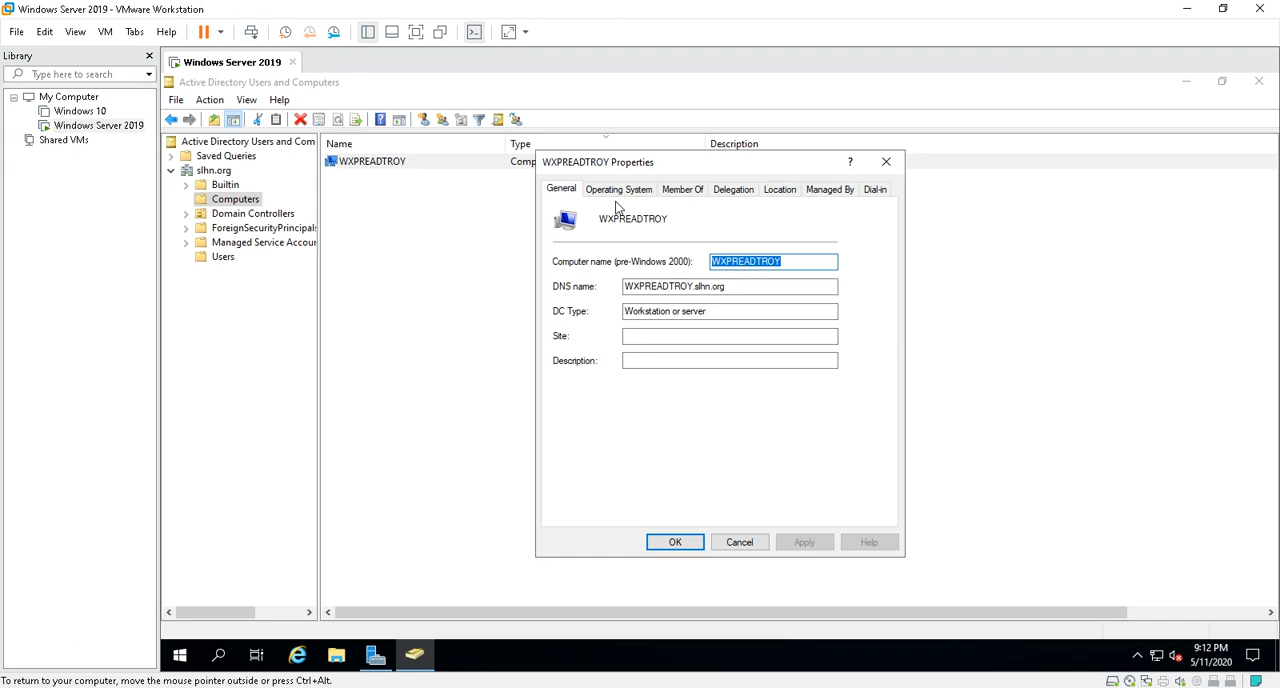 Windows Server 2019 - VMware Workstation
File Edit View VM Tabs Help
Library
Type here to search
My Computer
Windows 10
Windows Server 2019
Shared VMs
Windows Server 2019
Active Directory Users and Computers
File Action View Help
Active Directory Users and Com
Saved Queries
slhn.org
Builtin
Computers
Domain Controllers
ForeignSecurityPrincipals
Managed Service Accour
Users
Name Type Description
WXPREADTROY Comp
WXPREADTROY Properties
General Operating System Member Of Delegation Location Managed By Dial-in
WXPREADTROY
Computer name (pre-Windows 2000): WXPREADTROY
DNS name: WXPREADTROY.slhn.org
DC Type: Workstation or server
Site:
Description:
OK Cancel Apply Help
9:12 PM
5/11/2020
To return to your computer, move the mouse pointer outside or press Ctrl+Alt.